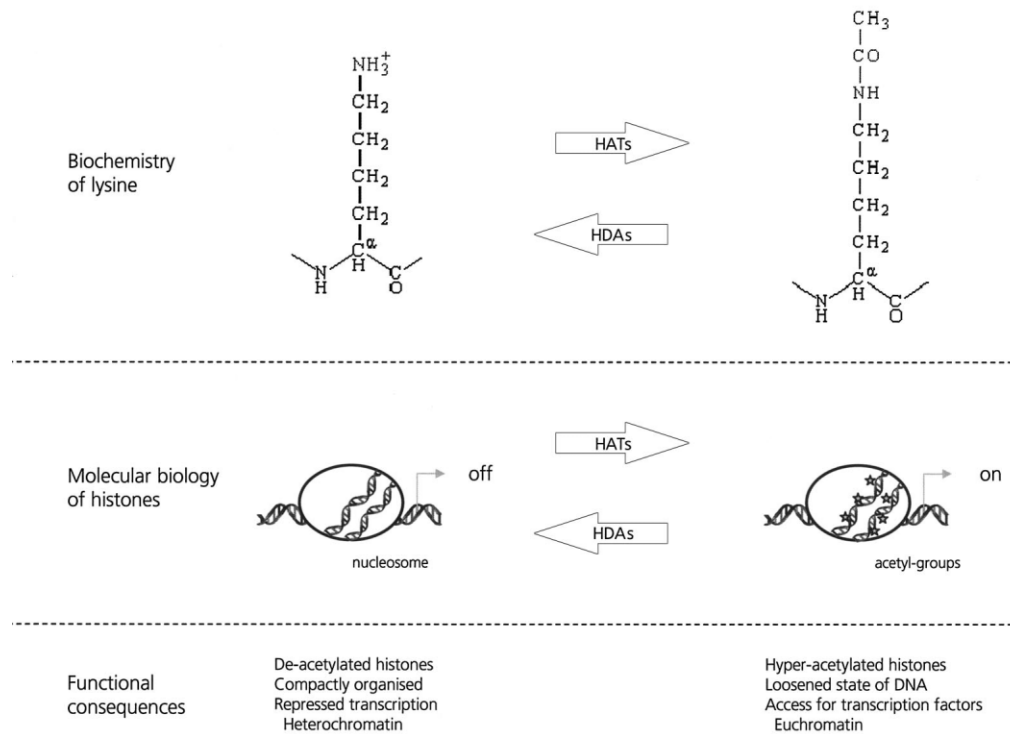 Biochemistry
of lysine
NH₃⁺
CH₂
CH₂
CH₂
CH₂
C α
H
N
H
C
O
HATs
HDAs
CH₃
CO
NH
CH₂
CH₂
CH₂
CH₂
C α
H
N
H
C
O
Molecular biology
of histones
off
nucleosome
HATs
HDAs
on
acetyl-groups
Functional
consequences
De-acetylated histones
Compactly organised
Repressed transcription
Heterochromatin
Hyper-acetylated histones
Loosened state of DNA
Access for transcription factors
Euchromatin